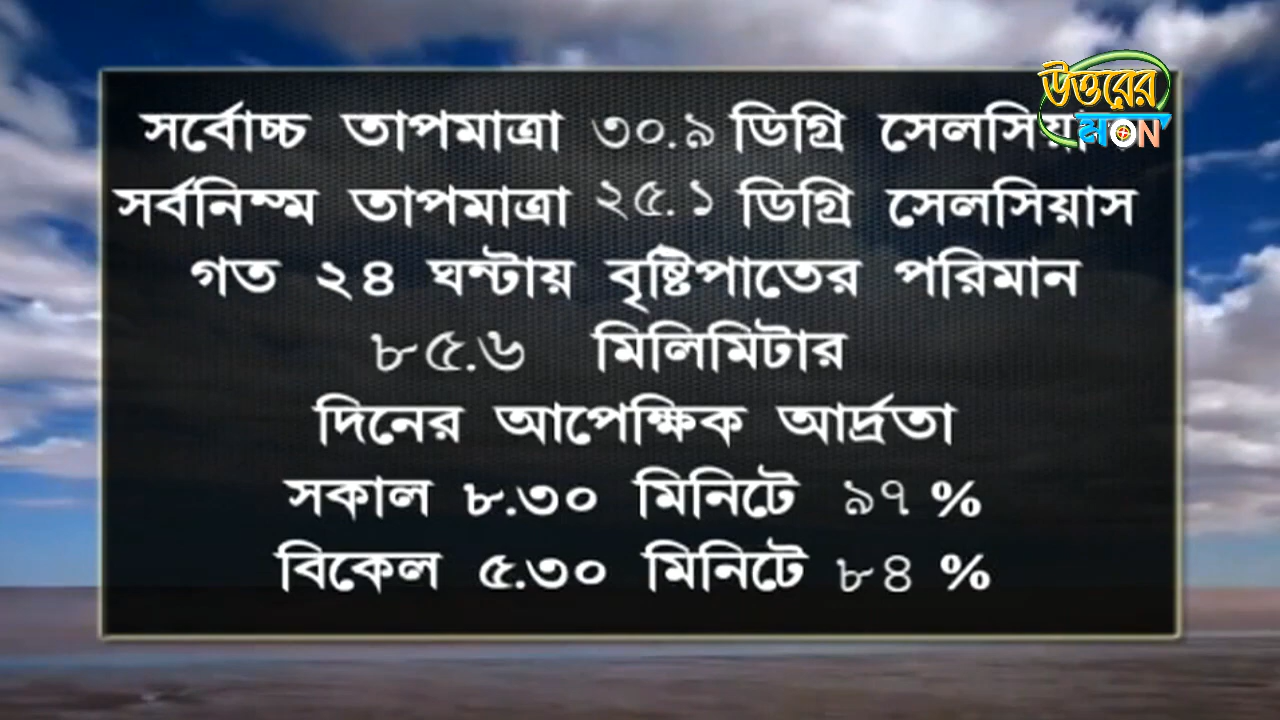 উত্তরের
মON
সর্বোচ্চ তাপমাত্রা ৩০.৯ ডিগ্রি সেলসিয়াস
সর্বনিম্ম তাপমাত্রা ২৫.১ ডিগ্রি সেলসিয়াস
গত ২৪ ঘন্টায় বৃষ্টিপাতের পরিমান
৮৫.৬ মিলিমিটার
দিনের আপেক্ষিক আর্দ্রতা
সকাল ৮.৩০ মিনিটে ৯৭ %
বিকেল ৫.৩০ মিনিটে ৮৪ %